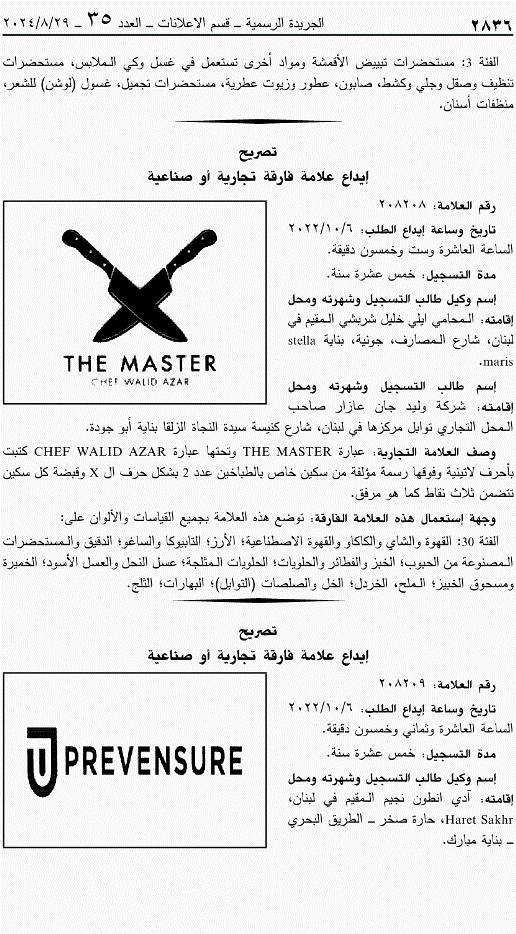 ٢٨٣٦
الجريدة الرسمية – قسم الاعلانات – العدد ٣٥ – ٢٠٢٤/٨/٢٩
الفئة 3: مستحضرات تبييض الأقمشة ومواد أخرى تستعمل في غسل وكي الملابس، مستحضرات
تنظيف وصقل وجلي وكشط، صابون، عطور وزيوت عطرية، مستحضرات تجميل، غسول (لوشن) للشعر،
منظفات أسنان.
تصريح
إيداع علامة فارقة تجارية أو صناعية
رقم العلامة: ٢٠٨٢٠٨
تاريخ وساعة إيداع الطلب: ٢٠٢٢/١٠/٦
الساعة العاشرة وست وخمسون دقيقة.
مدة التسجيل: خمس عشرة سنة.
إسم وكيل طالب التسجيل وشهرته ومحل
إقامته: المحامي ايلي خليل شربشي المقيم في
لبنان، شارع المصارف، جونية، بناية stella
maris.
إسم طالب التسجيل وشهرته ومحل
إقامته: شركة وليد جان عازار صاحب
المحل التجاري توابل مركزها في لبنان، شارع كنيسة سيدة النجاة الزلقا بناية أبو جودة.
THE MASTER
CHEF WALID AZAR
وصف العلامة التجارية: عبارة THE MASTER وتحتها عبارة CHEF WALID AZAR كتبت
بأحرف لاتينية وفوقها رسمة مؤلفة من سكين خاص بالطباخين عدد 2 بشكل حرف ال X وقبضة كل سكين
تتضمن ثلاث نقاط كما هو مرفق.
وجهة إستعمال هذه العلامة الفارقة: توضع هذه العلامة بجميع القياسات والألوان على:
الفئة 30: القهوة والشاي والكاكاو والقهوة الاصطناعية؛ الأرز؛ التابيوكا والساغو؛ الدقيق والمستحضرات
المصنوعة من الحبوب؛ الخبز والفطائر والحلويات؛ الحلويات المثلجة؛ عسل النحل والعسل الأسود؛ الخميرة
ومسحوق الخبيز؛ الملح، الخردل؛ الخل والصلصات (التوابل)؛ البهارات؛ الثلج.
تصريح
إيداع علامة فارقة تجارية أو صناعية
رقم العلامة: ٢٠٨٢٠٩
تاريخ وساعة إيداع الطلب: ٢٠٢٢/١٠/٦
الساعة العاشرة وثماني وخمسون دقيقة.
مدة التسجيل: خمس عشرة سنة.
إسم وكيل طالب التسجيل وشهرته ومحل
إقامته: آدي انطون نجيم المقيم في لبنان،
Haret Sakhr، حارة صخر – الطريق البحري
– بناية مبارك.
PREVENSURE